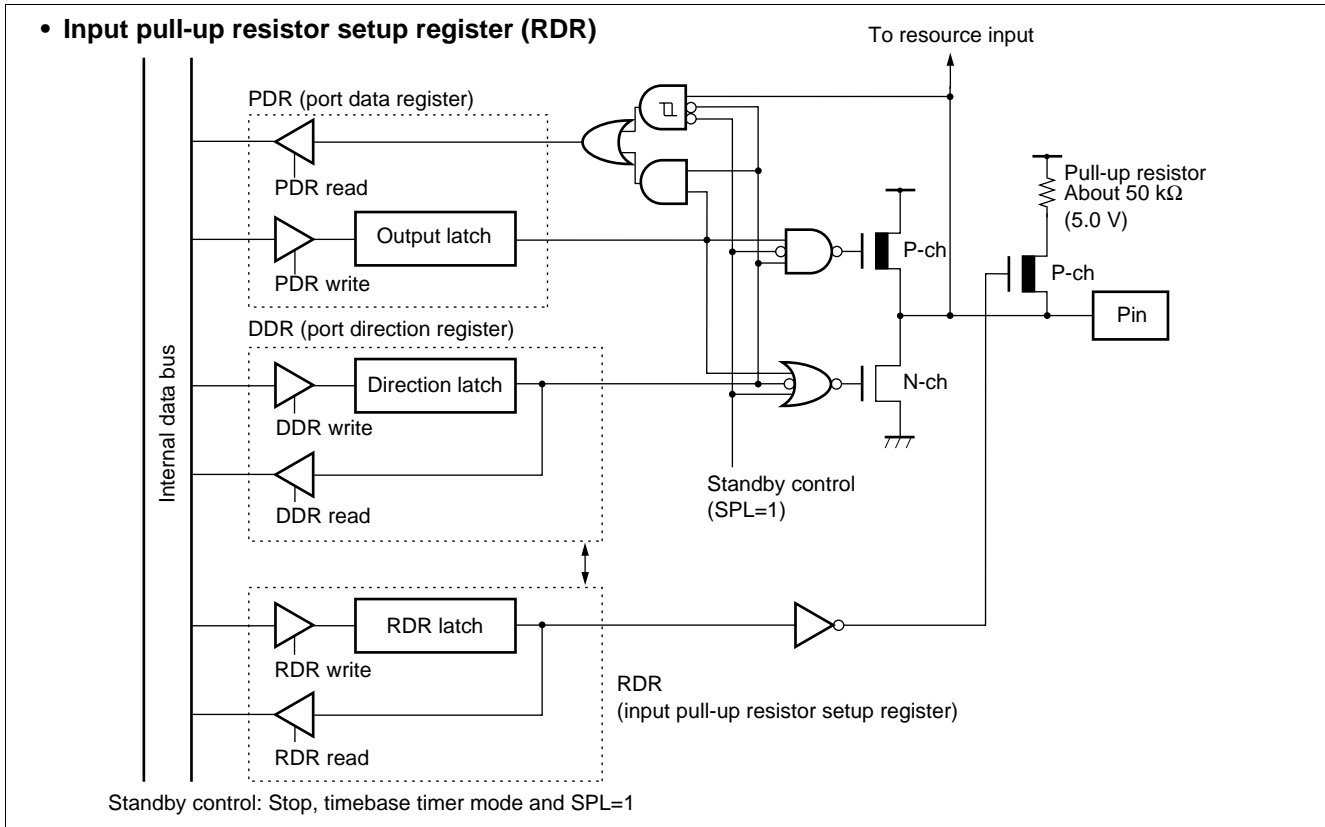 • Input pull-up resistor setup register (RDR)
To resource input
PDR (port data register)
PDR read
Output latch
PDR write
Pull-up resistor
About 50 kΩ
(5.0 V)
P-ch
P-ch
Pin
DDR (port direction register)
Direction latch
DDR write
N-ch
DDR read
Standby control
(SPL=1)
Internal data bus
RDR latch
RDR write
RDR
(input pull-up resistor setup register)
RDR read
Standby control: Stop, timebase timer mode and SPL=1